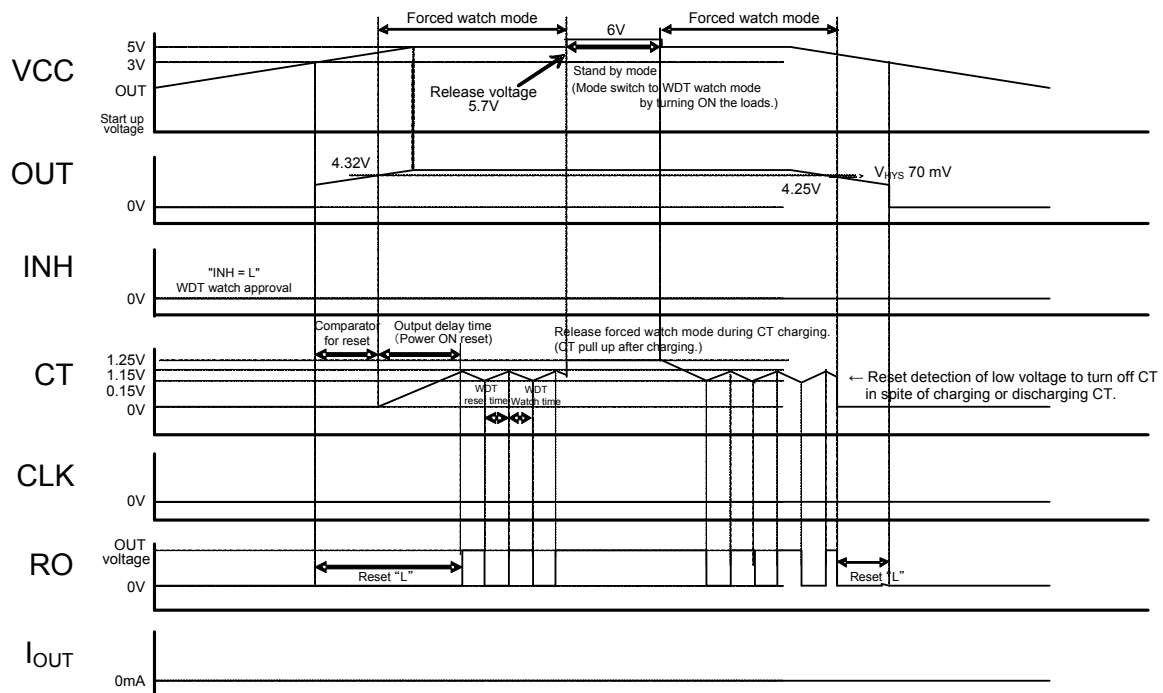 Forced watch mode
Forced watch mode
6V
5V
3V
VCC
OUT
Start up
voltage
Release voltage
5.7V
Stand by mode
(Mode switch to WDT watch mode
by turning ON the loads.)
OUT
4.32V
VHYS 70 mV
4.25V
0V
INH
"INH = L"
WDT watch approval
0V
Comparator
for reset
Output delay time
(Power ON reset)
Release forced watch mode during CT charging.
(CT pull up after charging.)
1.25V
1.15V
0.15V
0V
CT
WDT
reset time
WDT
Watch time
← Reset detection of low voltage to turn off CT
in spite of charging or discharging CT.
CLK
0V
OUT
voltage
RO
0V
Reset “L”
Reset “L”
IOUT
0mA